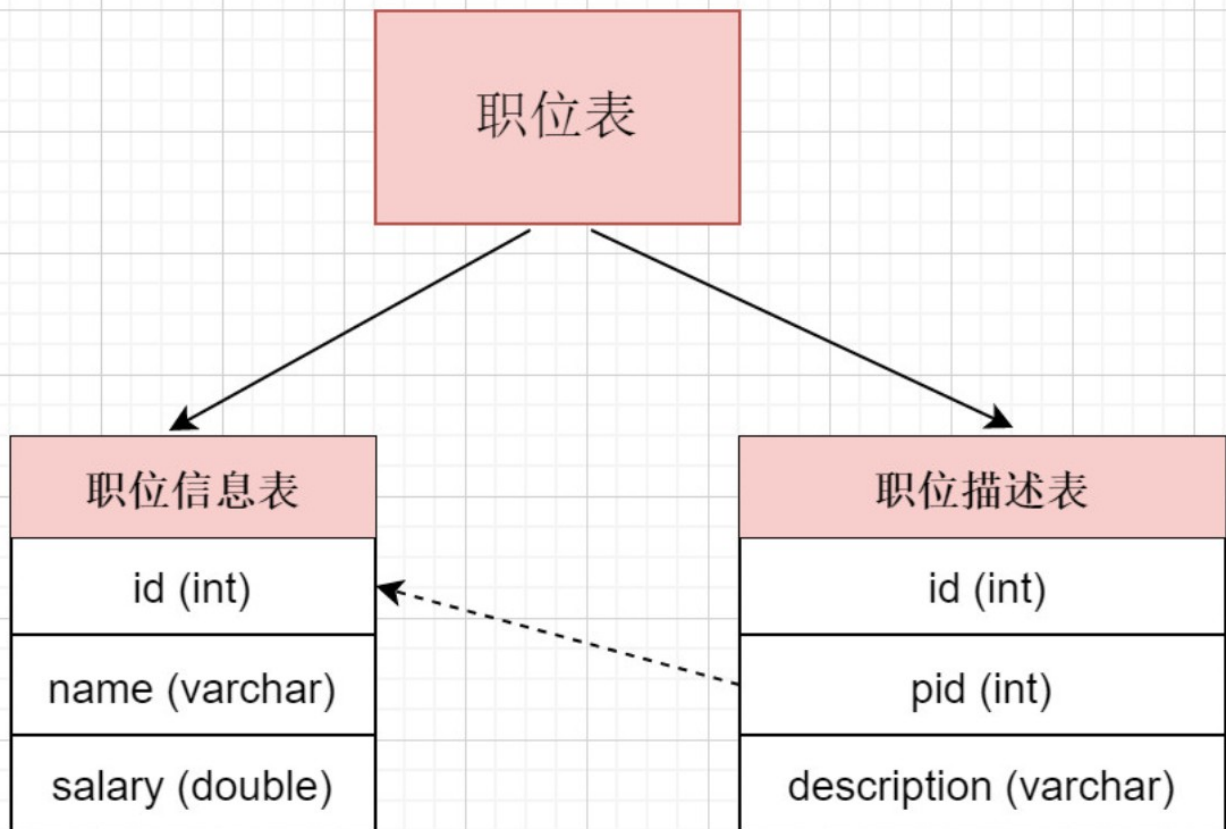 职位表
职位信息表
id (int)
name (varchar)
salary (double)
职位描述表
id (int)
pid (int)
description (varchar)